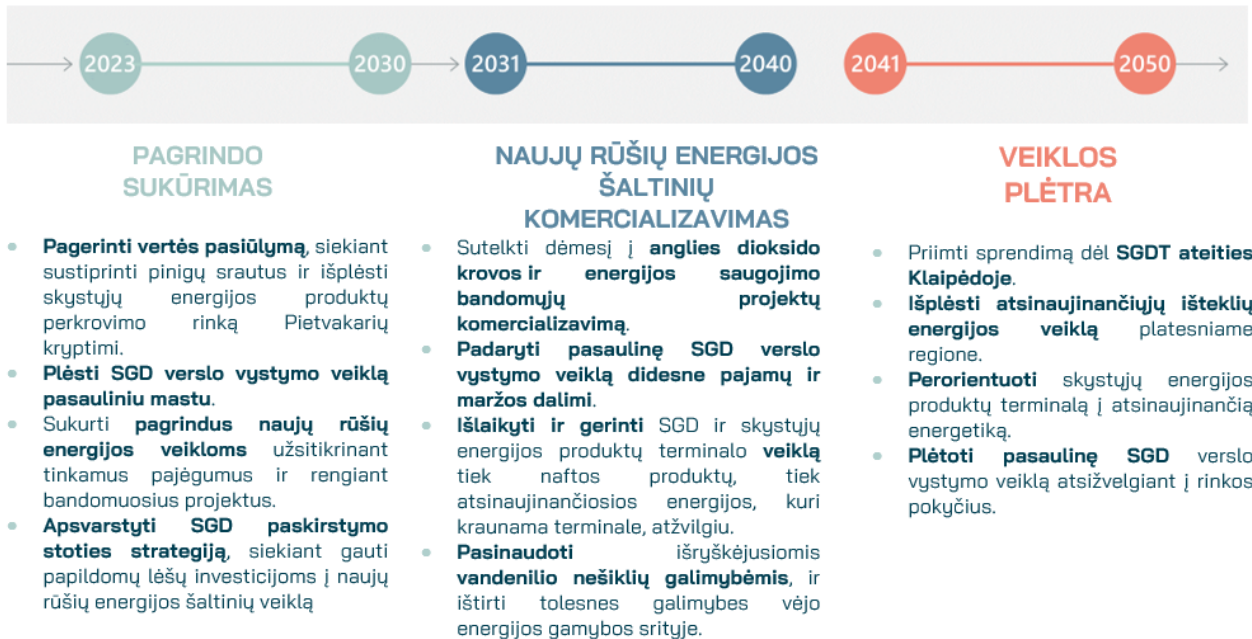 2023
2030
2031
2040
2041
2050
PAGRINDO
SUKŪRIMAS
• Pagerinti vertės pasiūlymą, siekiant
sustiprinti pinigų srautus ir išplėsti
skystųjų energijos produktų
perkrovimo rinką Pietvakarių
kryptimi.
• Plėsti SGD verslo vystymo veiklą
pasauliniu mastu.
• Sukurti pagrindus naujų rūšių
energijos veikloms užsitikrinant
tinkamus pajėgumus ir rengiant
bandomuosius projektus.
• Apsvarstyti SGD paskirstymo
stoties strategiją, siekiant gauti
papildomų lėšų investicijoms į naujų
rūšių energijos šaltinių veiklą
NAUJŲ RŪŠIŲ ENERGIJOS
ŠALTINIŲ
KOMERCIALIZAVIMAS
• Sutelkti dėmesį į anglies dioksido
krovos ir energijos saugojimo
bandomųjų projektų
komercializavimą.
• Padaryti pasaulinę SGD verslo
vystymo veiklą didesne pajamų ir
maržos dalimi.
• Išlaikyti ir gerinti SGD ir skystųjų
energijos produktų terminalo veiklą
tiek naftos produktų, tiek
atsinaujinančiosios energijos, kuri
kraunama terminale, atžvilgiu.
• Pasinaudoti išryškėjusiomis
vandenilio nešiklių galimybėmis, ir
ištirti tolesnes galimybes vėjo
energijos gamybos srityje.
VEIKLOS
PLĖTRA
• Priimti sprendimą dėl SGDT ateities
Klaipėdoje.
• Išplėsti atsinaujinančiųjų išteklių
energijos veiklą platesniame
regione.
• Perorientuoti skystųjų energijos
produktų terminalą į atsinaujinančią
energetiką.
• Plėtoti pasaulinę SGD verslo
vystymo veiklą atsižvelgiant į rinkos
pokyčius.